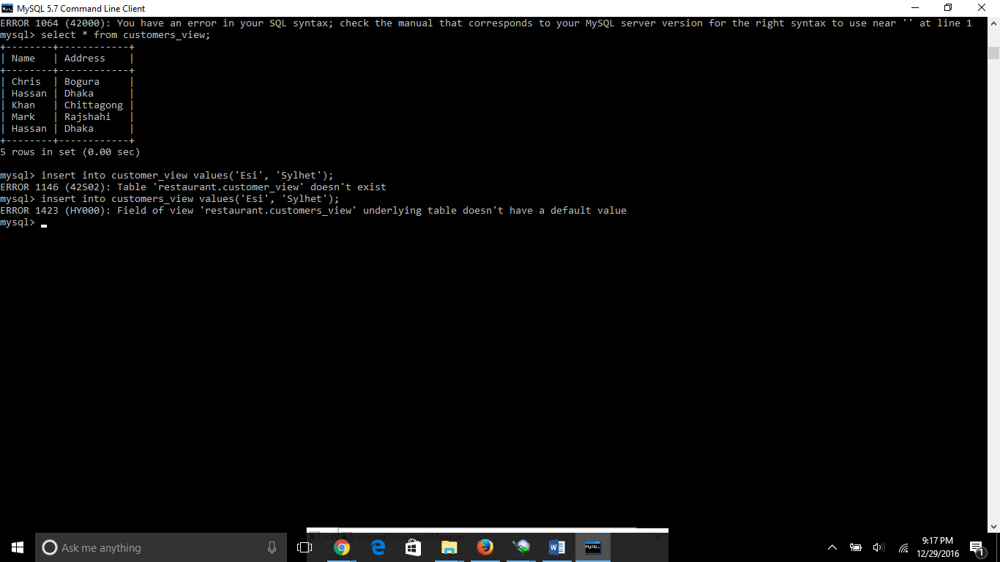 MySQL 5.7 Command Line Client
ERROR 1064 (42000): You have an error in your SQL syntax; check the manual that corresponds to your MySQL server version for the right syntax to use near '' at line 1
mysql> select * from customers_view;
+--------+------------+
| Name   | Address    |
+--------+------------+
| Chris  | Bogura     |
| Hassan | Dhaka      |
| Khan   | Chittagong |
| Mark   | Rajshahi   |
| Hassan | Dhaka      |
+--------+------------+
5 rows in set (0.00 sec)
mysql> insert into customer_view values('Esi', 'Sylhet');
ERROR 1146 (42S02): Table 'restaurant.customer_view' doesn't exist
mysql> insert into customers_view values('Esi', 'Sylhet');
ERROR 1423 (HY000): Field of view 'restaurant.customers_view' underlying table doesn't have a default value
mysql>
Internet Download Manager
Ask me anything
9:17 PM
12/29/2016
1